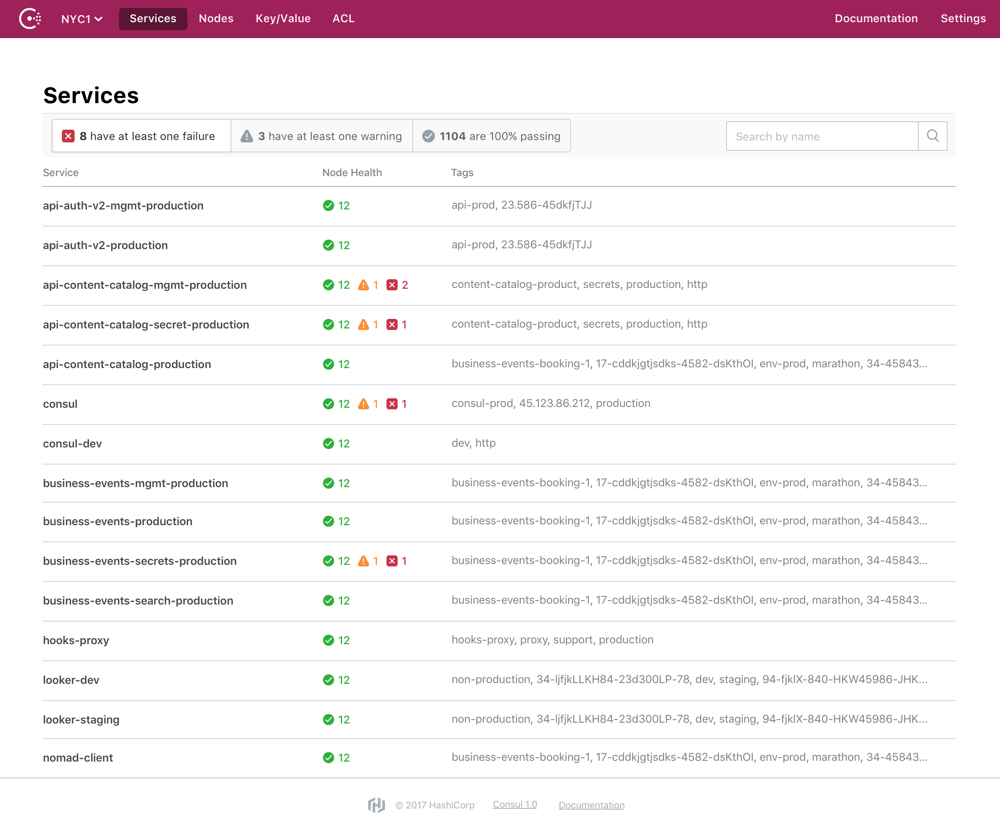 NYC1 Services Nodes Key/Value ACL Documentation Settings
Services
8 have at least one failure 3 have at least one warning 1104 are 100% passing Search by name
Service Node Health Tags
api-auth-v2-mgmt-production 12 api-prod, 23.586-45dkfjTJJ
api-auth-v2-production 12 api-prod, 23.586-45dkfjTJJ
api-content-catalog-mgmt-production 12 1 2 content-catalog-product, secrets, production, http
api-content-catalog-secret-production 12 1 1 content-catalog-product, secrets, production, http
api-content-catalog-production 12 business-events-booking-1, 17-cddkjgtjsdks-4582-dsKthOI, env-prod, marathon, 34-45843...
consul 12 1 1 consul-prod, 45.123.86.212, production
consul-dev 12 dev, http
business-events-mgmt-production 12 business-events-booking-1, 17-cddkjgtjsdks-4582-dsKthOI, env-prod, marathon, 34-45843...
business-events-production 12 business-events-booking-1, 17-cddkjgtjsdks-4582-dsKthOI, env-prod, marathon, 34-45843...
business-events-secrets-production 12 1 1 business-events-booking-1, 17-cddkjgtjsdks-4582-dsKthOI, env-prod, marathon, 34-45843...
business-events-search-production 12 business-events-booking-1, 17-cddkjgtjsdks-4582-dsKthOI, env-prod, marathon, 34-45843...
hooks-proxy 12 hooks-proxy, proxy, support, production
looker-dev 12 non-production, 34-ljfjkLLKH84-23d300LP-78, dev, staging, 94-fjklX-840-HKW45986-JHK...
looker-staging 12 non-production, 34-ljfjkLLKH84-23d300LP-78, dev, staging, 94-fjklX-840-HKW45986-JHK...
nomad-client 12 business-events-booking-1, 17-cddkjgtjsdks-4582-dsKthOI, env-prod, marathon, 34-45843...
© 2017 HashiCorp Consul 1.0 Documentation